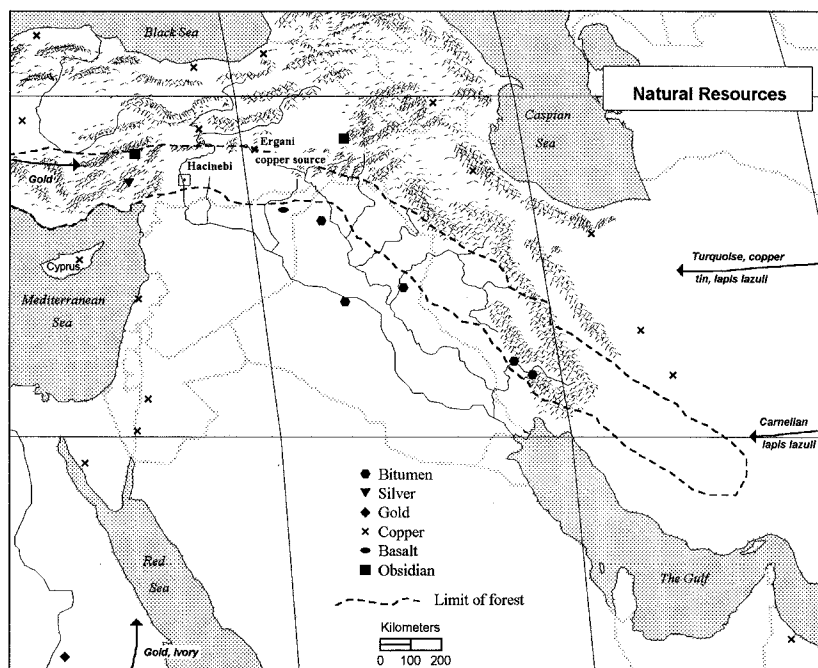 Black Sea
Natural Resources
Caspian
Sea
Ergani
copper source
Hacinebi
Gold
Cyprus
Mediterranean
Sea
Turquoise, copper
tin, lapis lazuli
Carnelian
lapis lazuli
Bitumen
Silver
Gold
Copper
Basalt
Obsidian
Limit of forest
Red
Sea
The Gulf
Kilometers
0 100 200
Gold, ivory